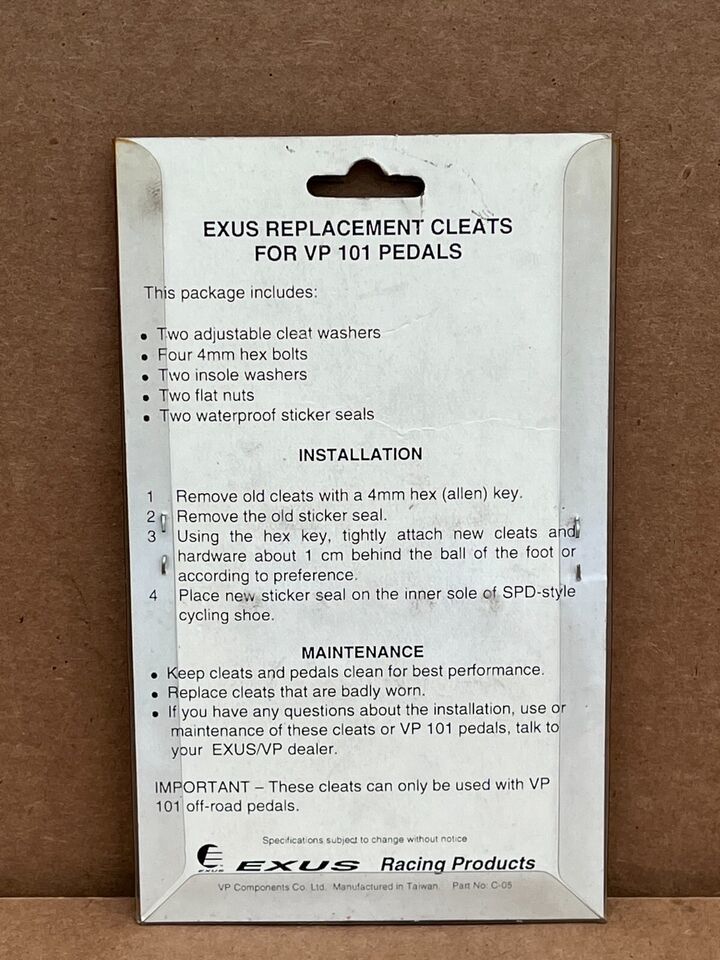 EXUS REPLACEMENT CLEATS
FOR VP 101 PEDALS
This package includes:
• Two adjustable cleat washers
• Four 4mm hex bolts
• Two insole washers
• Two flat nuts
• Two waterproof sticker seals
INSTALLATION
1 Remove old cleats with a 4mm hex (allen) key.
2 Remove the old sticker seal.
3 Using the hex key, tightly attach new cleats and
hardware about 1 cm behind the ball of the foot or
according to preference.
4 Place new sticker seal on the inner sole of SPD-style
cycling shoe.
MAINTENANCE
• Keep cleats and pedals clean for best performance.
• Replace cleats that are badly worn.
• If you have any questions about the installation, use or
maintenance of these cleats or VP 101 pedals, talk to
your EXUS/VP dealer.
IMPORTANT – These cleats can only be used with VP
101 off-road pedals.
Specifications subject to change without notice
EXUS EXUS Racing Products
VP Components Co. Ltd. Manufactured in Taiwan. Part No: C-05